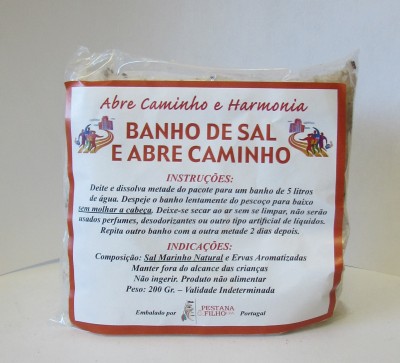 Abre Caminho e Harmonia
BANHO DE SAL
E ABRE CAMINHO
INSTRUÇÕES:
Deite e dissolva metade do pacote para um banho de 5 litros
de água. Despeje o banho lentamente do pescoço para baixo
sem molhar a cabeça. Deixe-se secar ao ar sem se limpar, não serão
usados perfumes, desodorizantes ou outro tipo artificial de líquidos.
Repita outro banho com a outra metade 2 dias depois.
INDICAÇÕES:
Composição: Sal Marinho Natural e Ervas Aromatizadas
Manter fora do alcance das crianças
Não ingerir. Produto não alimentar
Peso: 200 Gr. – Validade Indeterminada
Embalado por PESTANA & FILHO Portugal